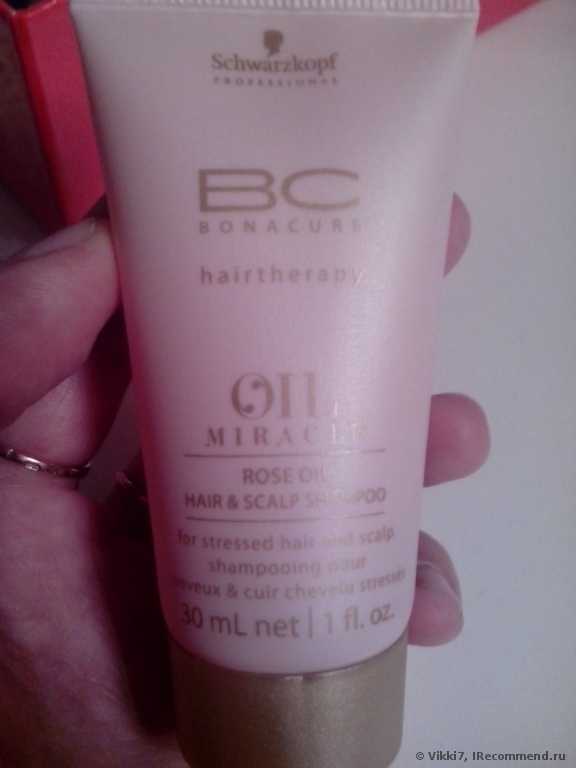 Schwarzkopf
PROFESSIONAL
BC
BONACURE
hairtherapy
OIL
MIRACLE
ROSE OIL
HAIR & SCALP SHAMPOO
for stressed hair and scalp
shampooing pour
cheveux & cuir chevelu stressés
30 mL net | 1 fl. oz.
© Vikki7, IRecommend.ru